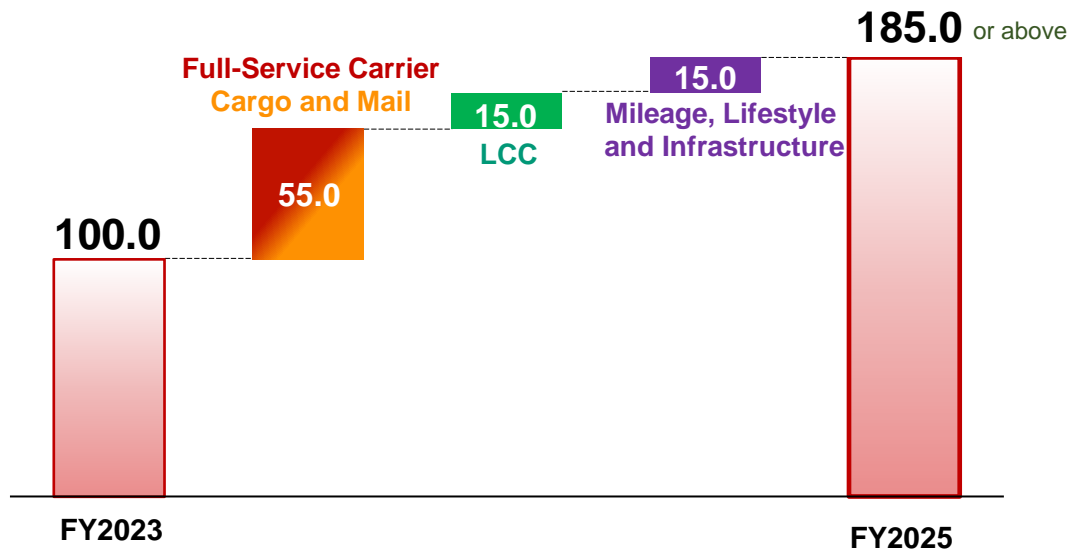 185.0 or above
Full-Service Carrier
Cargo and Mail
15.0
15.0
LCC
Mileage, Lifestyle
and Infrastructure
55.0
100.0
FY2023
FY2025